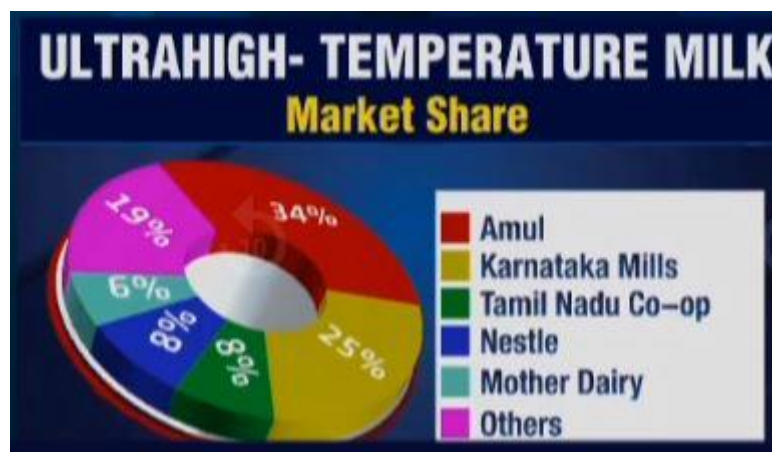 ULTRAHIGH- TEMPERATURE MILK
Market Share
34%
19%
6%
8%
8%
25%
Amul
Karnataka Mills
Tamil Nadu Co-op
Nestle
Mother Dairy
Others